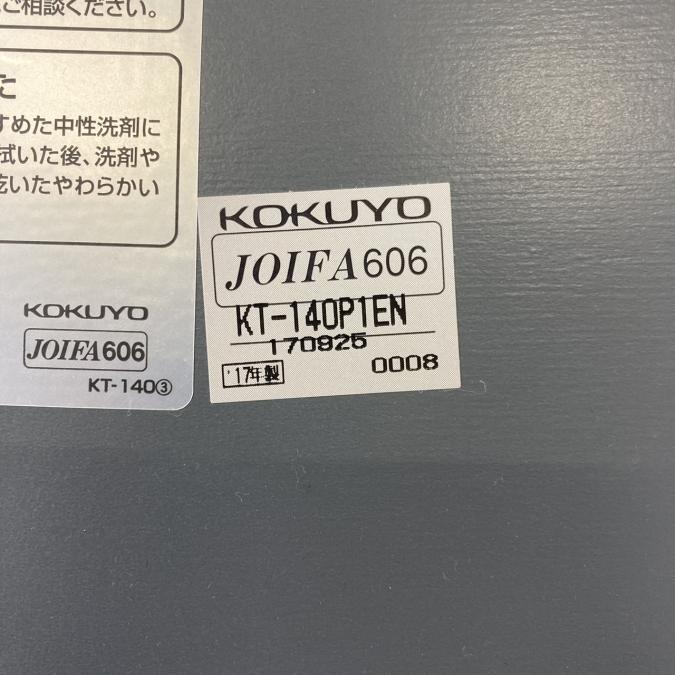 ご相談ください。
た
すめた中性洗剤に
拭いた後、洗剤や
乾いたやわらかい
KOKUYO
JOIFA606
KT-140③
KOKUYO
JOIFA606
KT-140P1EN
170925
'17年製
0008